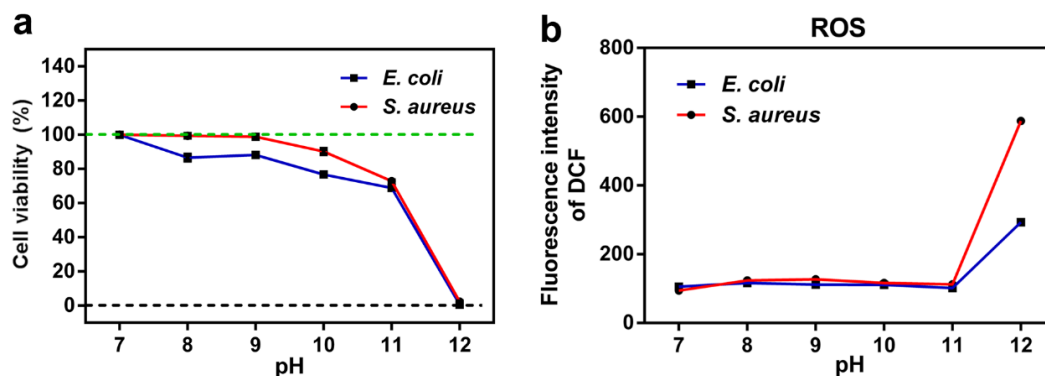 a
Cell viability (%)
140
120
100
80
60
40
20
0
E. coli
S. aureus
7 8 9 10 11 12
pH
b
ROS
Fluorescence intensity
of DCF
800
600
400
200
0
E. coli
S. aureus
7 8 9 10 11 12
pH